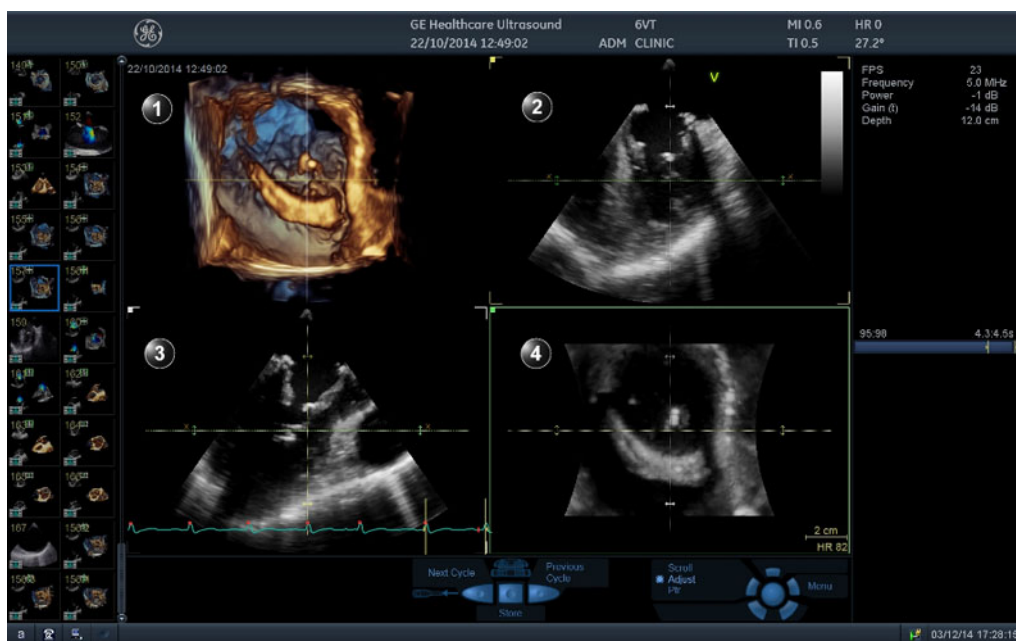 GE Healthcare Ultrasound
22/10/2014 12:49:02
6VT
ADM CLINIC
MI 0.6
TI 0.5
HR 0
27.2°
22/10/2014 12:49:02
1
2
V
FPS 23
Frequency 5.0 MHz
Power -1 dB
Gain (t) -14 dB
Depth 12.0 cm
152
167
3
4
95:98 4.3:4.5s
2 cm
HR 82
Next Cycle
Previous
Cycle
Store
Scroll
Adjust
Ptr
Menu
03/12/14 17:28:19